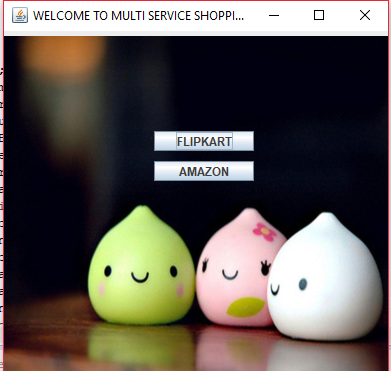 WELCOME TO MULTI SERVICE SHOPPI...
FLIPKART
AMAZON